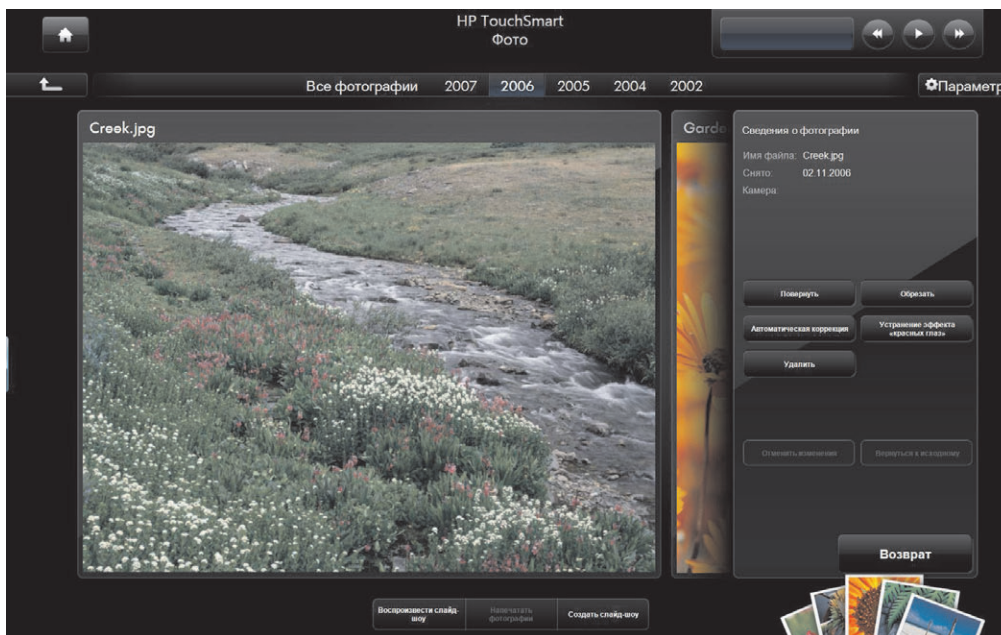 HP TouchSmart
Фото
Все фотографии 2007 2006 2005 2004 2002
Параметр
Creek.jpg
Garde
Сведения о фотографии
Имя файла: Creek.jpg
Снято: 02.11.2006
Камера:
Повернуть
Обрезать
Автоматическая коррекция
Устранение эффекта
«красных глаз»
Удалить
Отменить изменения
Вернуться к исходному
Возврат
Воспроизвести слайд-
шоу
Напечатать
фотографии
Создать слайд-шоу